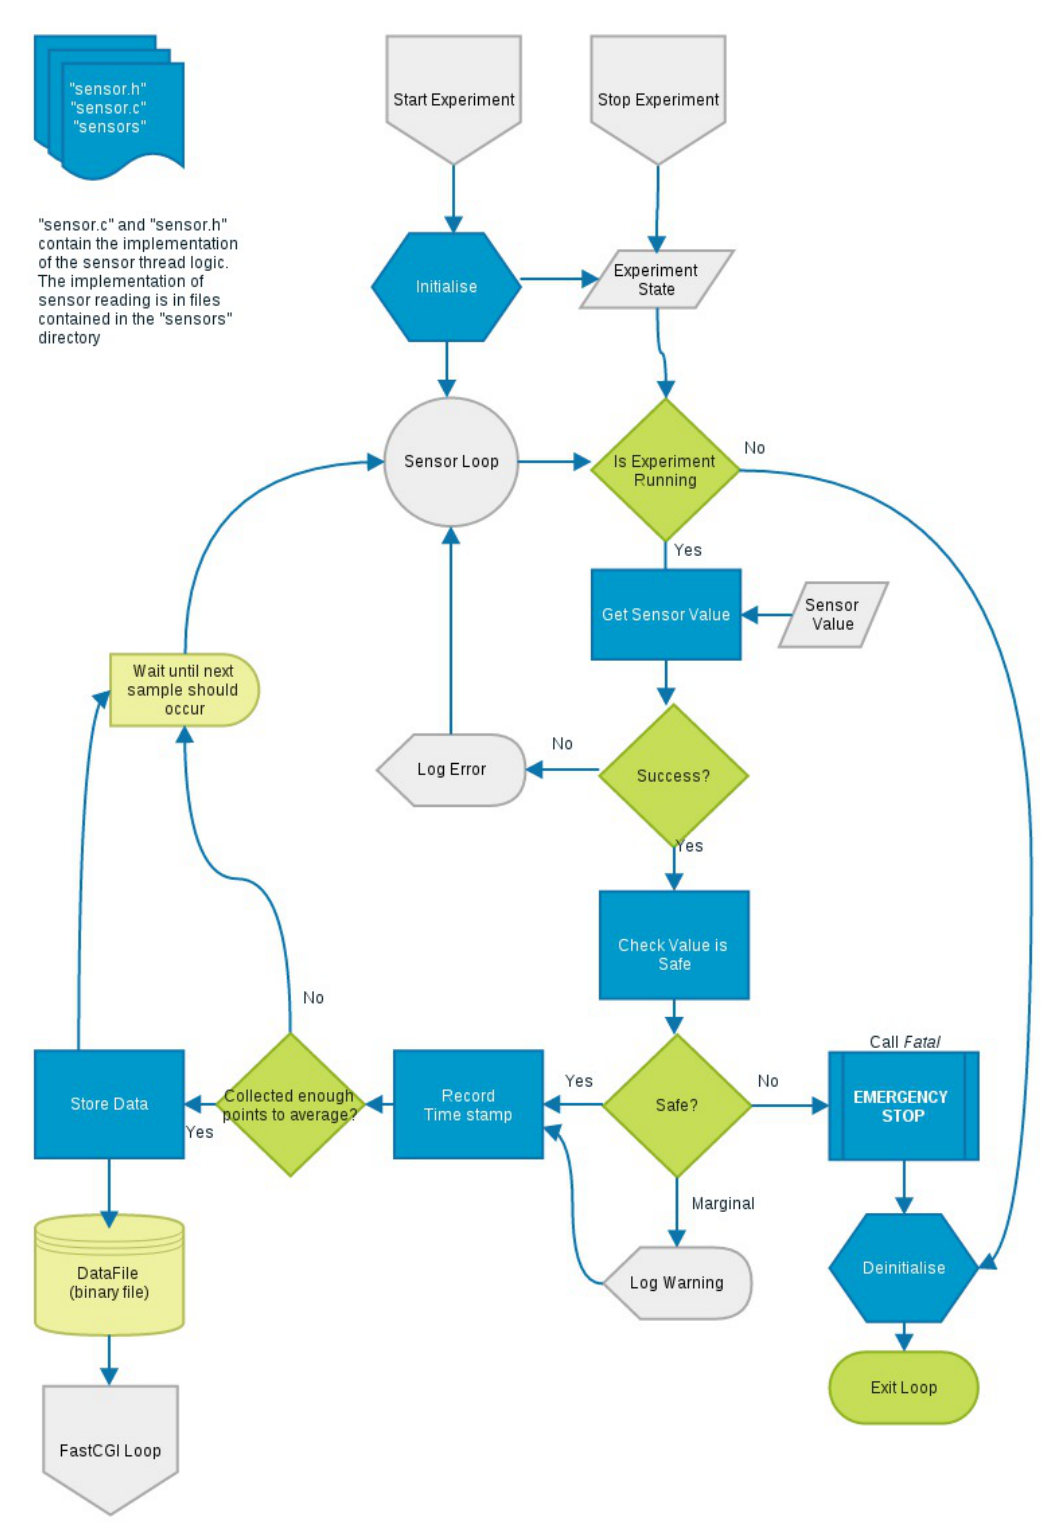 "sensor.h"
"sensor.c"
"sensors"
Start Experiment
Stop Experiment
"sensor.c" and "sensor.h"
contain the implementation
of the sensor thread logic.
The implementation of
sensor reading is in files
contained in the "sensors"
directory
Initialise
Experiment
State
Sensor Loop
Is Experiment
Running
No
Yes
Get Sensor Value
Sensor
Value
Wait until next
sample should
occur
Log Error
No
Success?
Yes
Check Value is
Safe
No
Call Fatal
Store Data
Yes
Collected enough
points to average?
Record
Time stamp
Yes
Safe?
No
EMERGENCY
STOP
Marginal
Log Warning
Deinitialise
DataFile
(binary file)
Exit Loop
FastCGI Loop